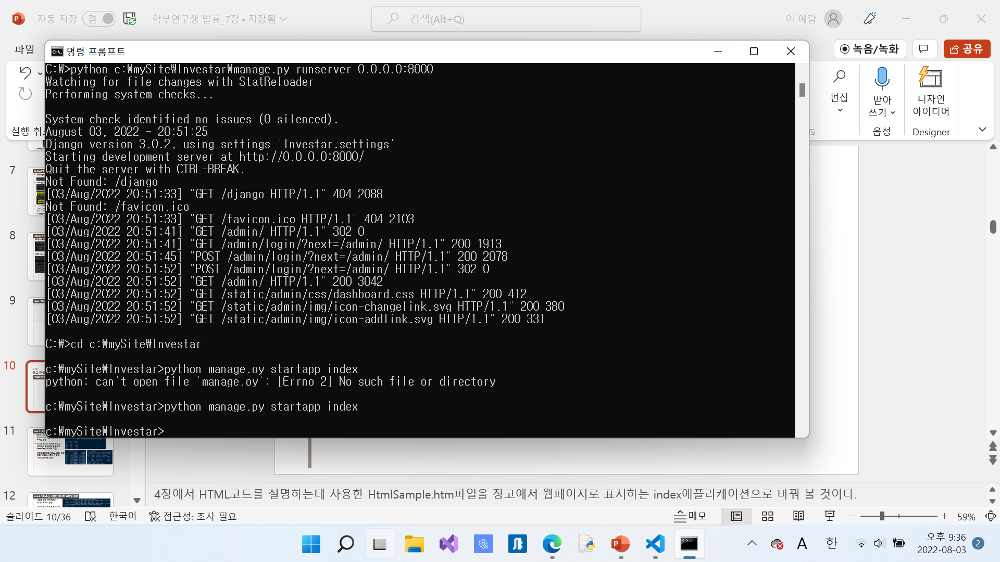 자동 저장
켬
학부연구생 발표_7장 • 저장됨
검색(Alt+Q)
이 예람
파일
녹음/녹화
공유
명령 프롬프트
C:\>python c:\mySite\Investar\manage.py runserver 0.0.0.0:8000
Watching for file changes with StatReloader
Performing system checks...
System check identified no issues (0 silenced).
August 03, 2022 - 20:51:25
Django version 3.0.2, using settings 'Investar.settings'
Starting development server at http://0.0.0.0:8000/
Quit the server with CTRL-BREAK.
Not Found: /django
[03/Aug/2022 20:51:33] "GET /django HTTP/1.1" 404 2088
Not Found: /favicon.ico
[03/Aug/2022 20:51:33] "GET /favicon.ico HTTP/1.1" 404 2103
[03/Aug/2022 20:51:41] "GET /admin/ HTTP/1.1" 302 0
[03/Aug/2022 20:51:41] "GET /admin/login/?next=/admin/ HTTP/1.1" 200 1913
[03/Aug/2022 20:51:45] "POST /admin/login/?next=/admin/ HTTP/1.1" 200 2078
[03/Aug/2022 20:51:52] "POST /admin/login/?next=/admin/ HTTP/1.1" 302 0
[03/Aug/2022 20:51:52] "GET /admin/ HTTP/1.1" 200 3042
[03/Aug/2022 20:51:52] "GET /static/admin/css/dashboard.css HTTP/1.1" 200 412
[03/Aug/2022 20:51:52] "GET /static/admin/img/icon-changelink.svg HTTP/1.1" 200 380
[03/Aug/2022 20:51:52] "GET /static/admin/img/icon-addlink.svg HTTP/1.1" 200 331
C:\>cd c:\mySite\Investar
c:\mySite\Investar>python manage.oy startapp index
python: can't open file 'manage.oy': [Errno 2] No such file or directory
c:\mySite\Investar>python manage.py startapp index
c:\mySite\Investar>
실행 취
편집
받아
쓰기
음성
디자인
아이디어
Designer
7
8
9
10
11
12
4장에서 HTML코드를 설명하는데 사용한 HtmlSample.htm파일을 장고에서 웹페이지로 표시하는 index애플리케이션으로 바꿔 볼 것이다.
슬라이드 10/36
한국어
접근성: 조사 필요
메모
59%
A
한
오후 9:36
2022-08-03
2